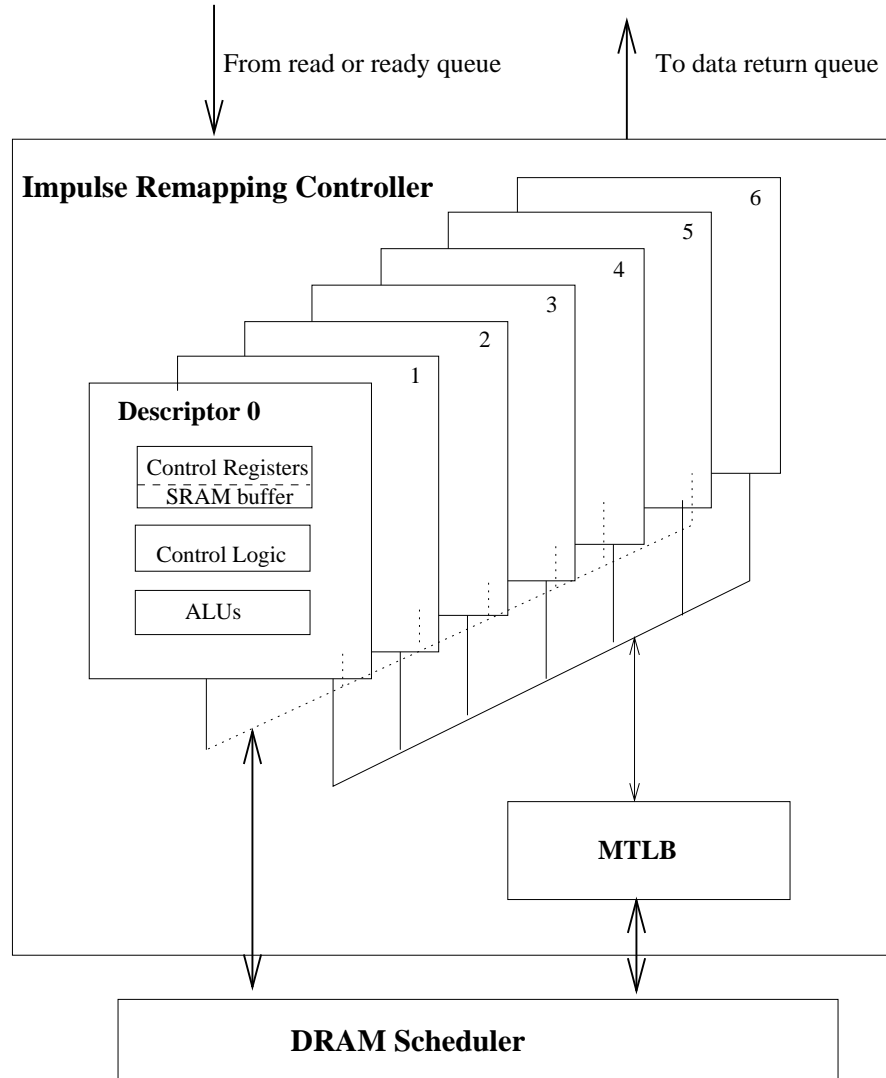 From read or ready queue
To data return queue
Impulse Remapping Controller
6
5
4
3
2
1
Descriptor 0
Control Registers
SRAM buffer
Control Logic
ALUs
MTLB
DRAM Scheduler